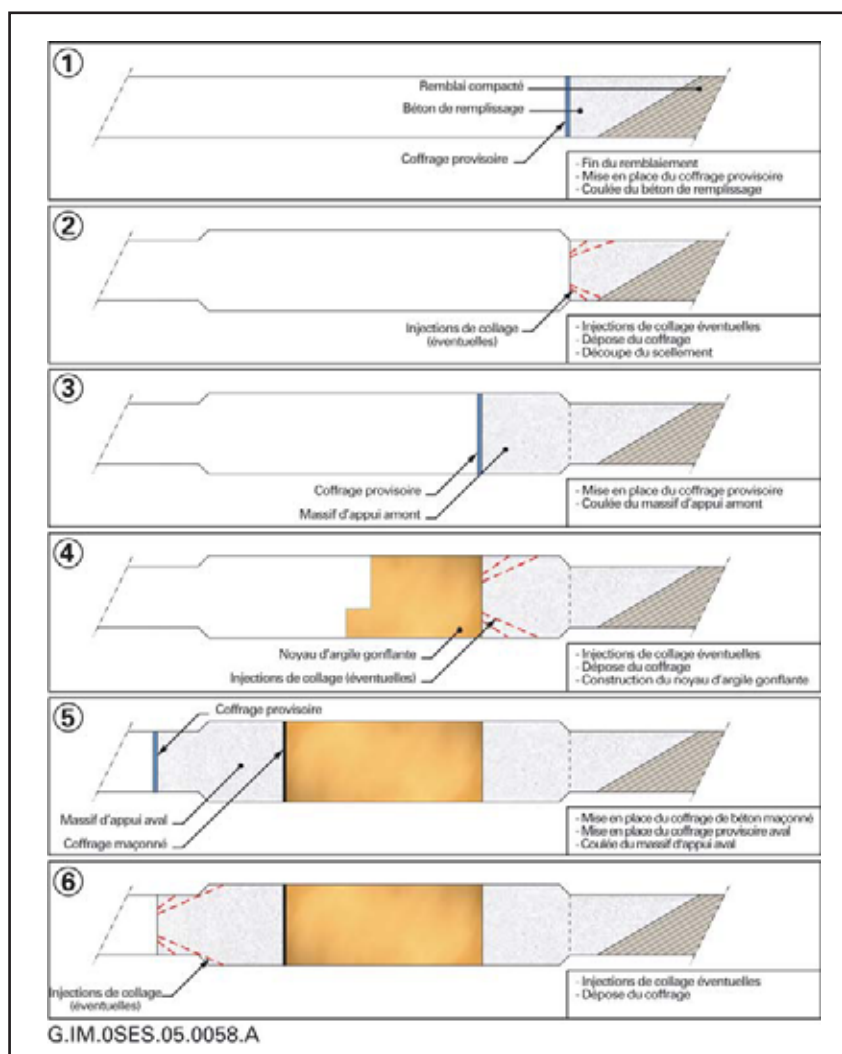 ①
Remblai compacté
Béton de remplissage
Coffrage provisoire
- Fin du remblaiement
- Mise en place du coffrage provisoire
- Coulée du béton de remplissage
②
Injections de collage
(éventuelles)
- Injections de collage éventuelles
- Dépose du coffrage
- Découpe du scellement
③
Coffrage provisoire
Massif d'appui amont
- Mise en place du coffrage provisoire
- Coulée du massif d'appui amont
④
Noyau d'argile gonflante
Injections de collage (éventuelles)
- Injections de collage éventuelles
- Dépose du coffrage
- Construction du noyau d'argile gonflante
⑤
Coffrage provisoire
Massif d'appui aval
Coffrage maçonné
- Mise en place du coffrage de béton maçonné
- Mise en place du coffrage provisoire aval
- Coulée du massif d'appui aval
⑥
Injections de collage
(éventuelles)
- Injections de collage éventuelles
- Dépose du coffrage
G.IM.0SES.05.0058.A